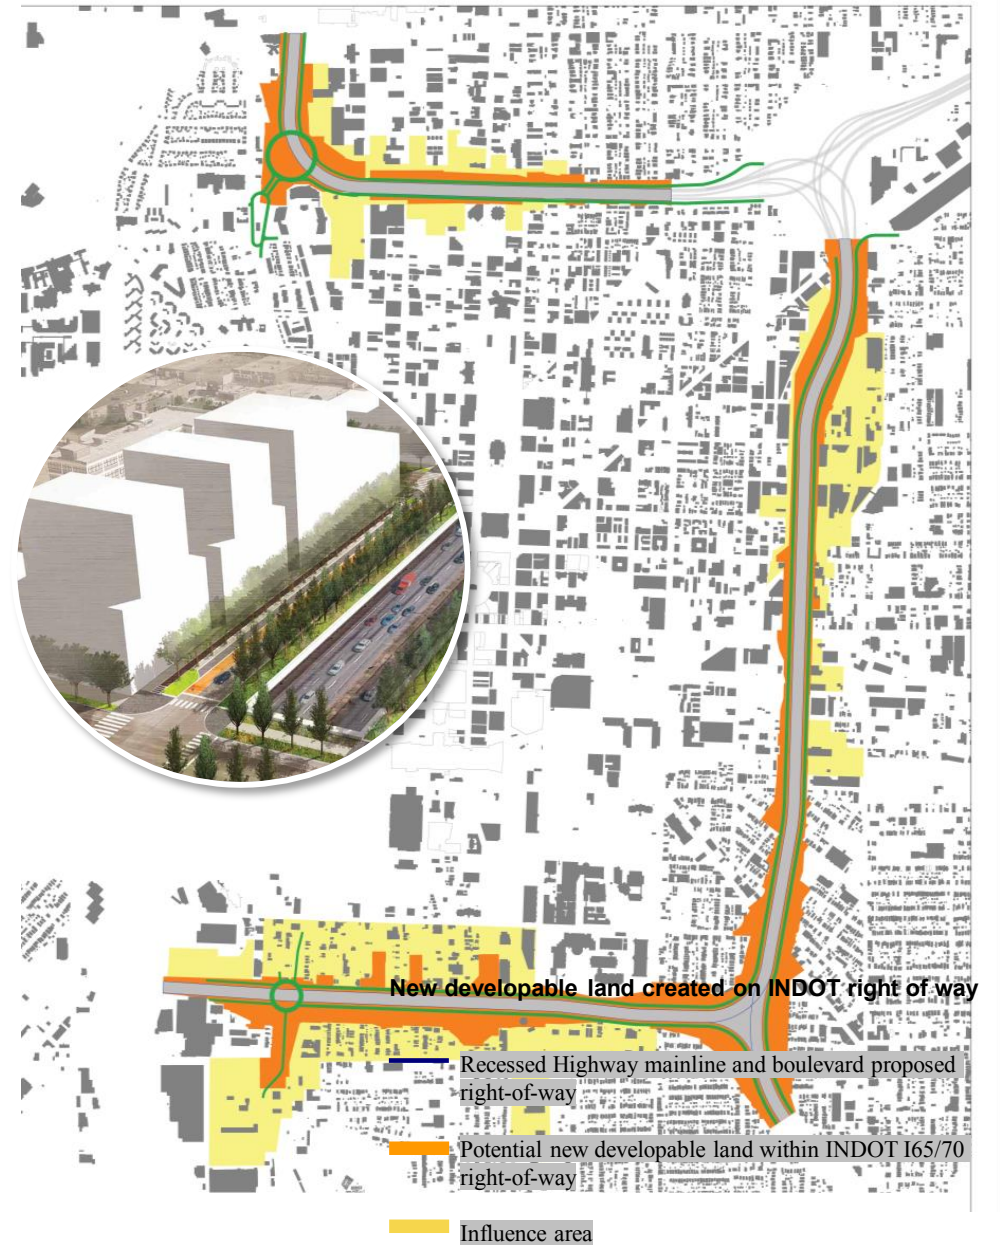 New developable land created on INDOT right of way
Recessed Highway mainline and boulevard proposed
right-of-way
Potential new developable land within INDOT I65/70
right-of-way
Influence area